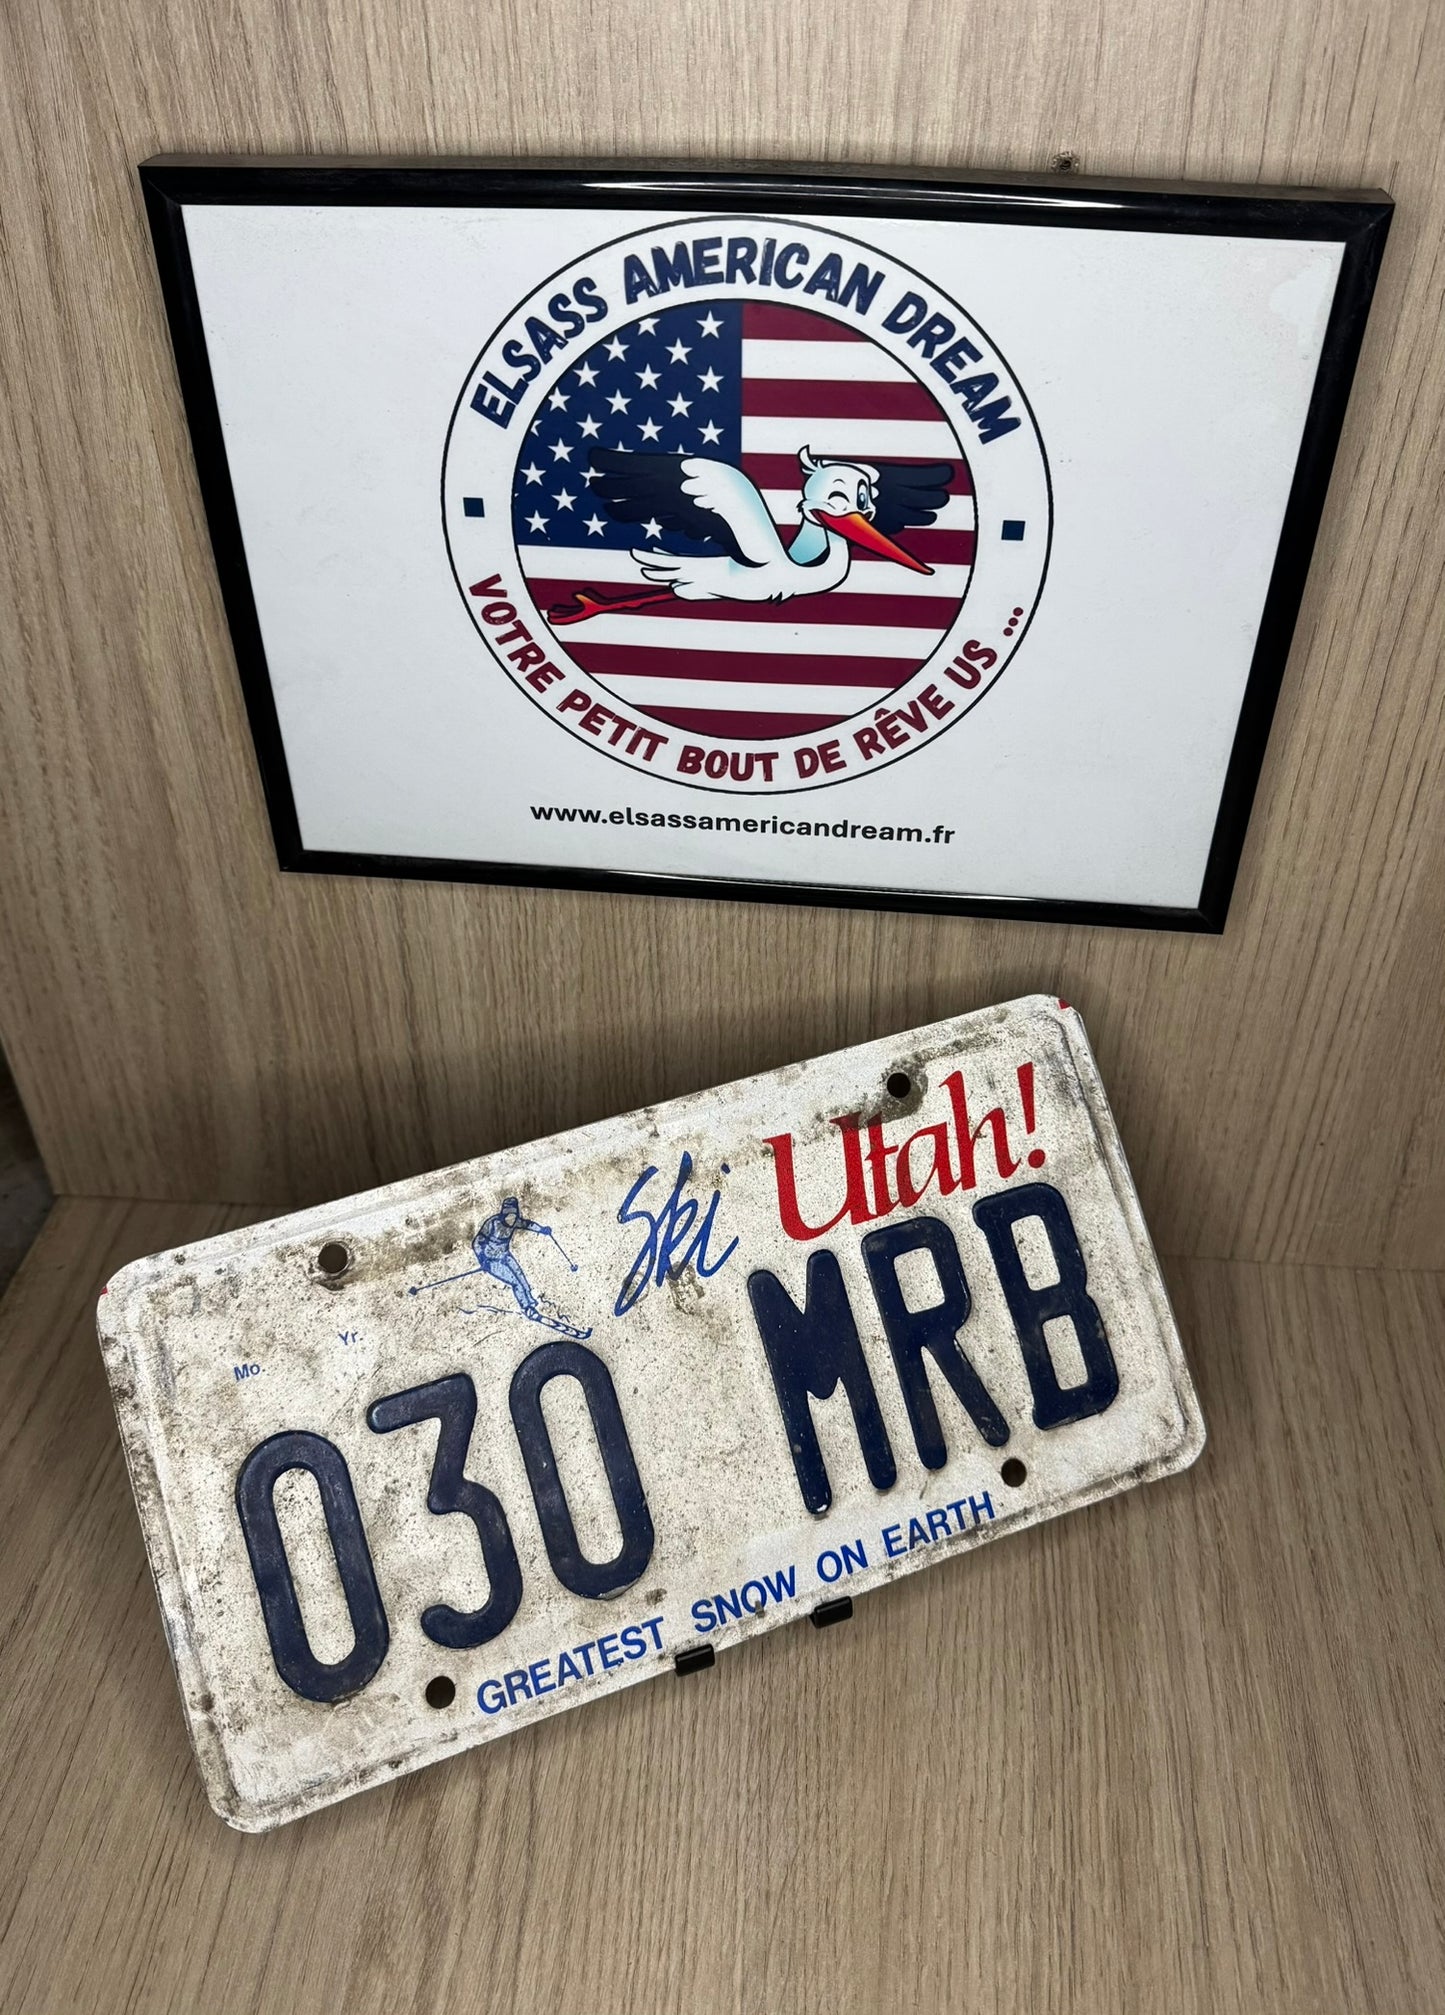 ELSASS AMERICAN DREAM
VOTRE PETIT BOUT DE RÊVE US ...
www.elsassamericandream.fr
Ski Utah!
Mo. Yr.
030 MRB
GREATEST SNOW ON EARTH